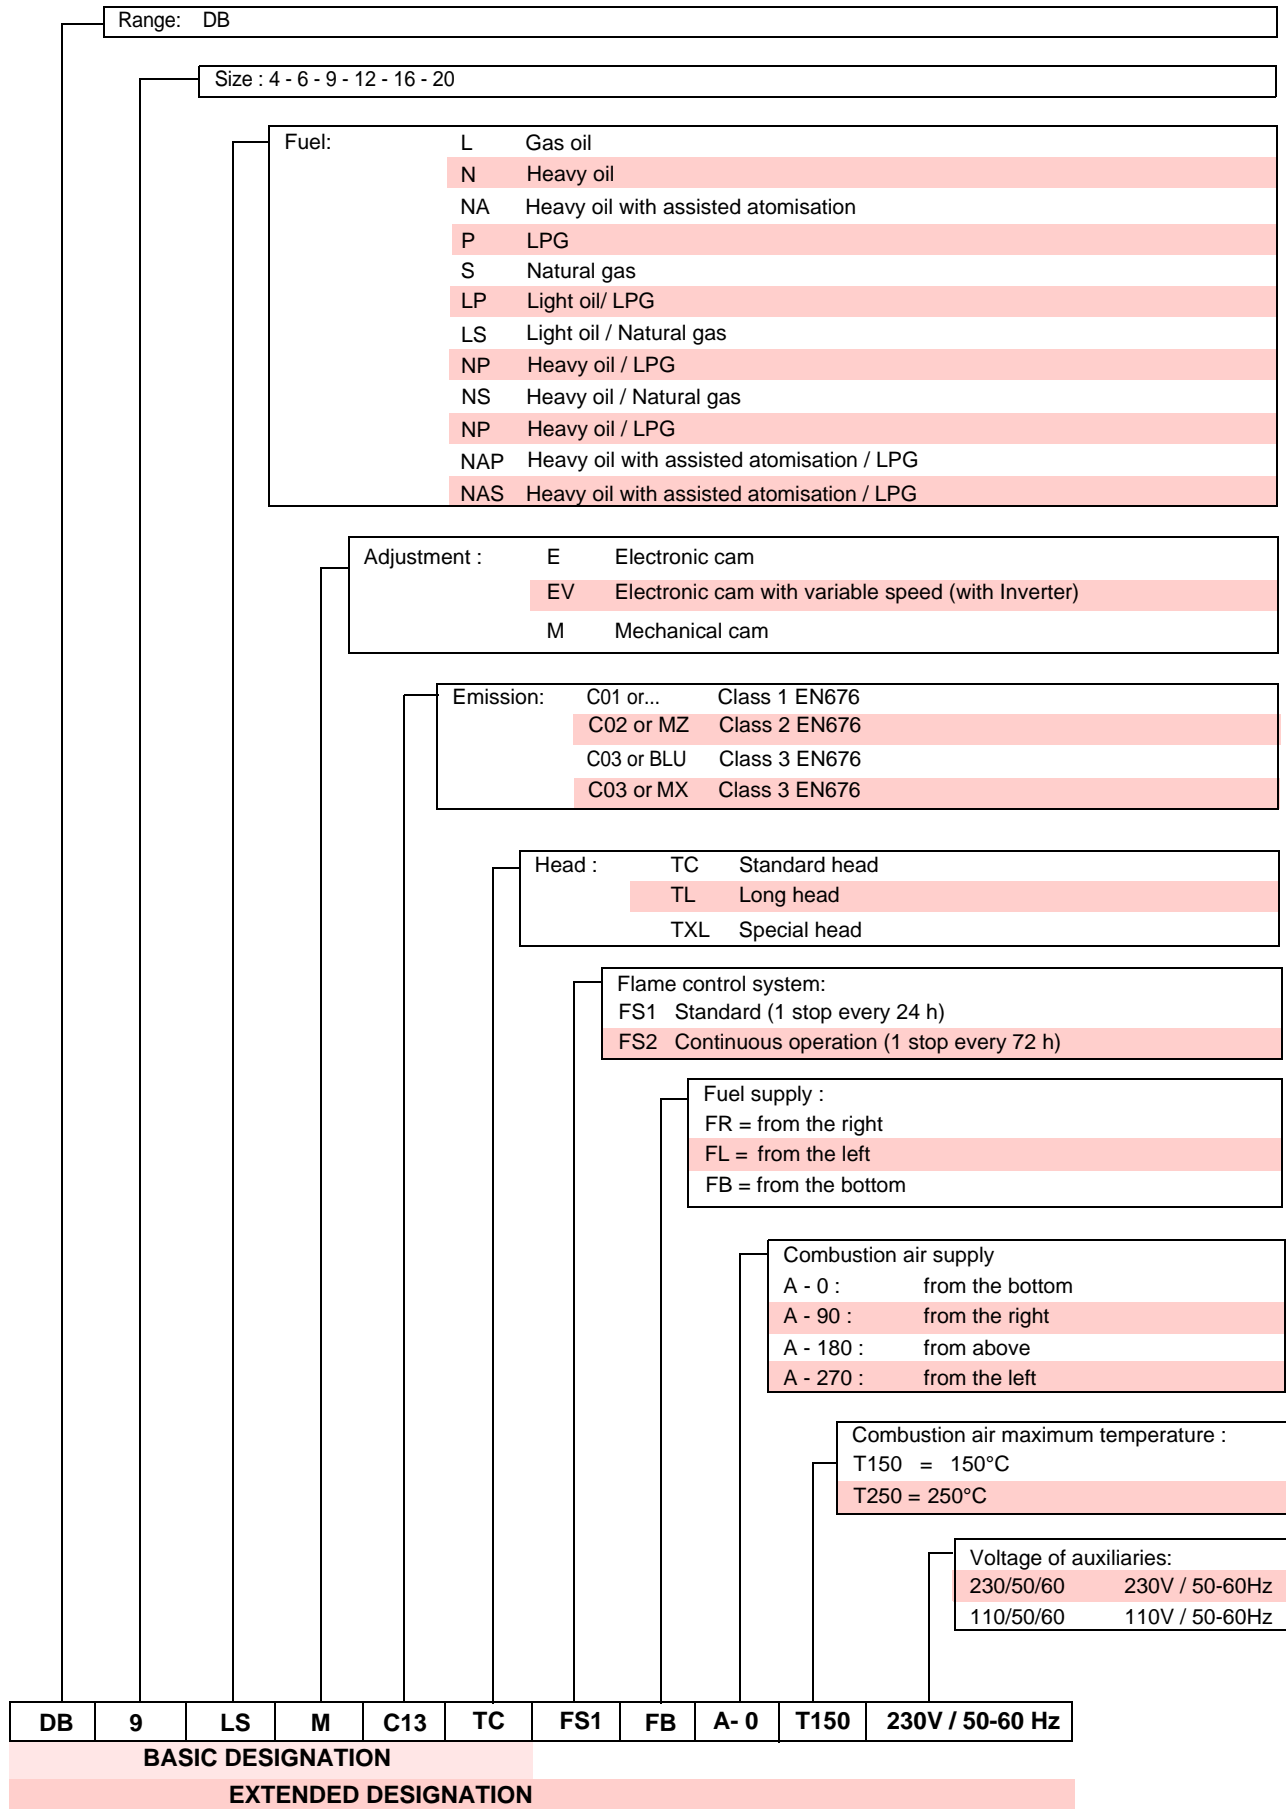 Range: DB
Size : 4 - 6 - 9 - 12 - 16 - 20
Fuel: L Gas oil
N Heavy oil
NA Heavy oil with assisted atomisation
P LPG
S Natural gas
LP Light oil/ LPG
LS Light oil / Natural gas
NP Heavy oil / LPG
NS Heavy oil / Natural gas
NP Heavy oil / LPG
NAP Heavy oil with assisted atomisation / LPG
NAS Heavy oil with assisted atomisation / LPG
Adjustment : E Electronic cam
EV Electronic cam with variable speed (with Inverter)
M Mechanical cam
Emission: C01 or... Class 1 EN676
C02 or MZ Class 2 EN676
C03 or BLU Class 3 EN676
C03 or MX Class 3 EN676
Head : TC Standard head
TL Long head
TXL Special head
Flame control system:
FS1 Standard (1 stop every 24 h)
FS2 Continuous operation (1 stop every 72 h)
Fuel supply :
FR = from the right
FL = from the left
FB = from the bottom
Combustion air supply
A - 0 : from the bottom
A - 90 : from the right
A - 180 : from above
A - 270 : from the left
Combustion air maximum temperature :
T150 = 150°C
T250 = 250°C
Voltage of auxiliaries:
230/50/60 230V / 50-60Hz
110/50/60 110V / 50-60Hz
DB 9 LS M C13 TC FS1 FB A- 0 T150 230V / 50-60 Hz
BASIC DESIGNATION
EXTENDED DESIGNATION